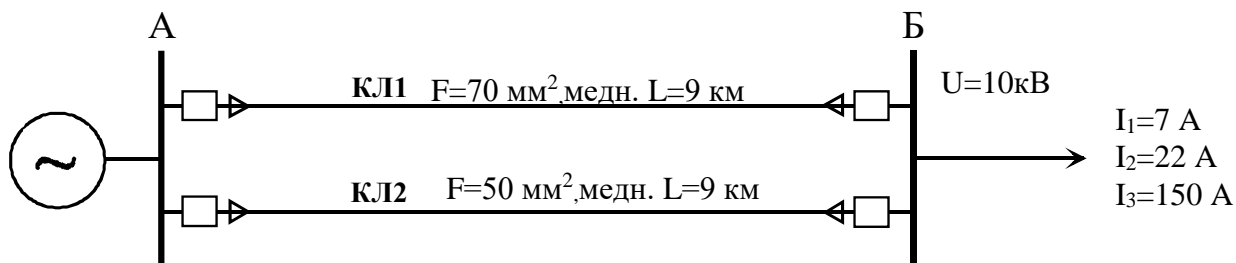 А
Б
КЛ1 F=70 мм²,медн. L=9 км
U=10кВ
I₁=7 А
I₂=22 А
I₃=150 А
~
КЛ2 F=50 мм²,медн. L=9 км